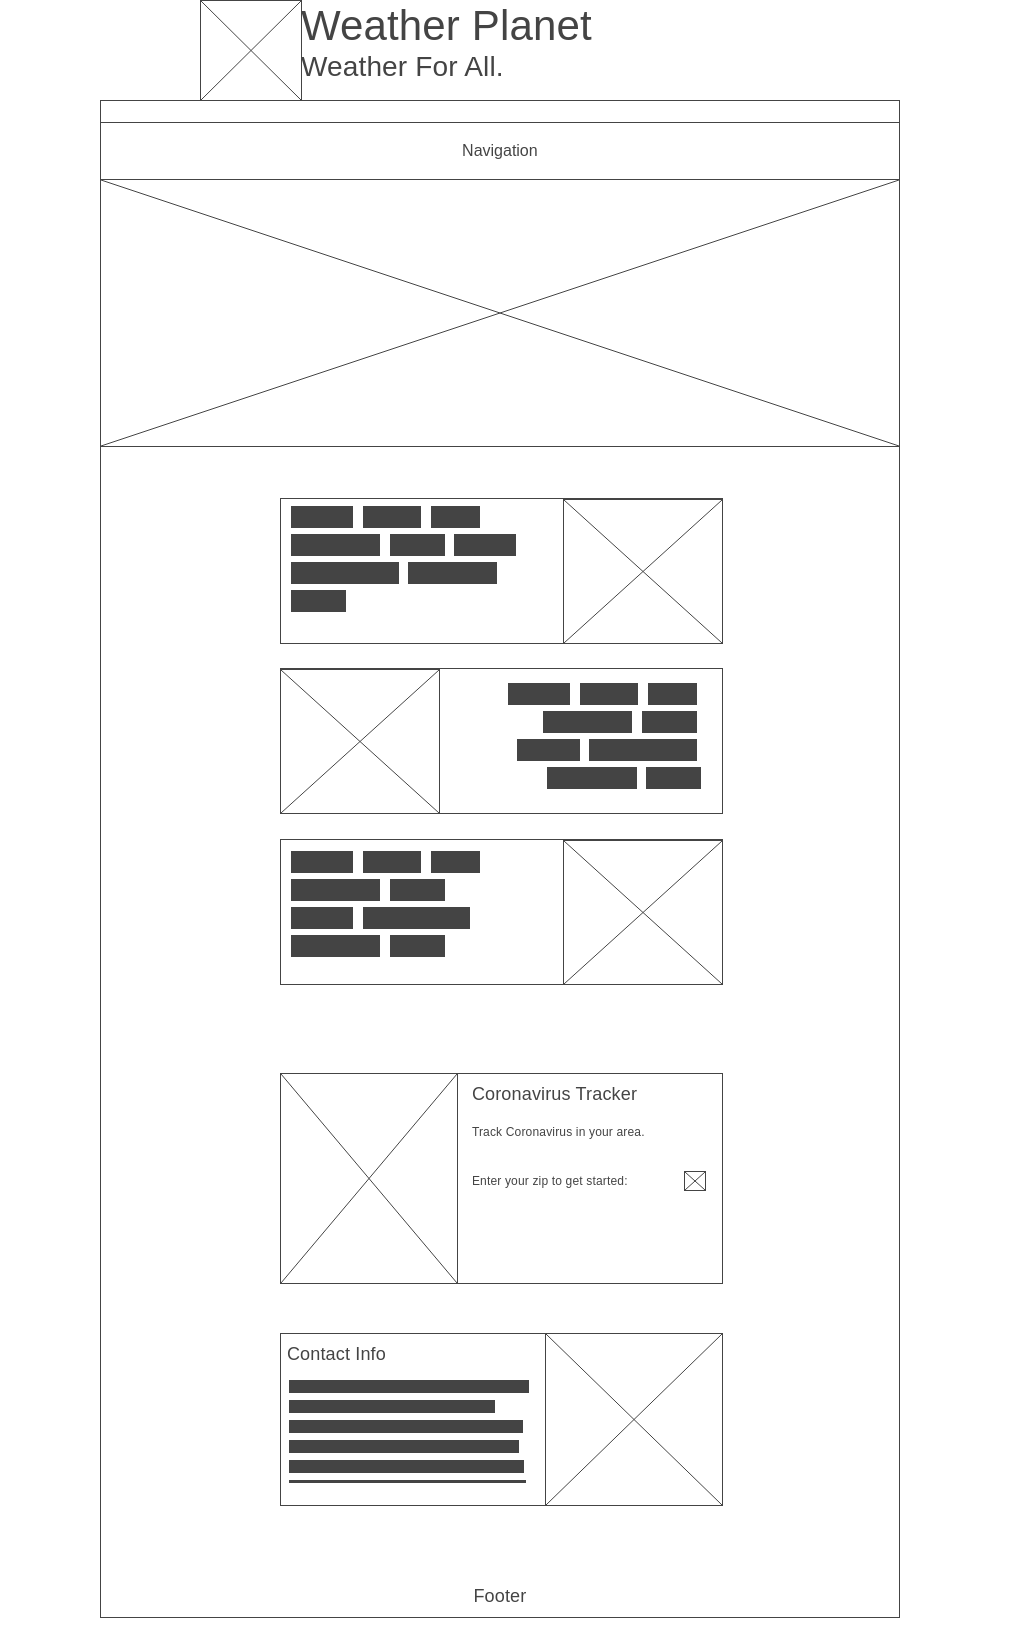 Weather Planet
Weather For All.
Navigation
Coronavirus Tracker
Track Coronavirus in your area.
Enter your zip to get started:
Contact Info
Footer